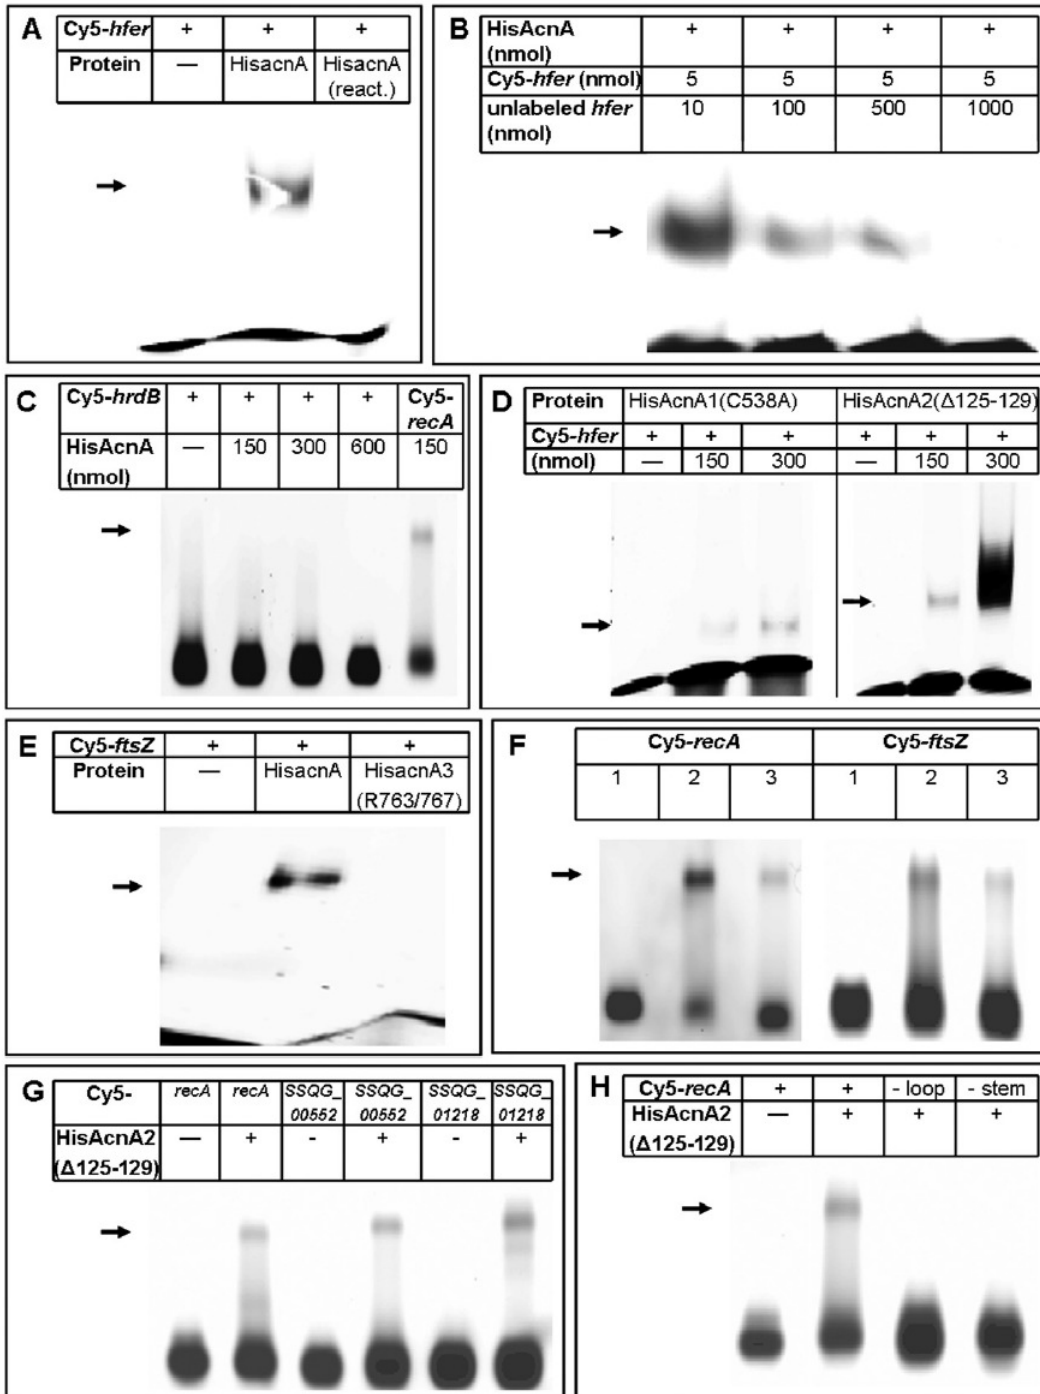 A
Cy5-hfer + + +
Protein — HisacnA HisacnA
(react.)
B
HisAcnA + + + +
(nmol)
Cy5-hfer (nmol) 5 5 5 5
unlabeled hfer 10 100 500 1000
(nmol)
C
Cy5-hrdB + + + + Cy5-
recA
HisAcnA — 150 300 600 150
(nmol)
D
Protein HisAcnA1(C538A) HisAcnA2(Δ125-129)
Cy5-hfer + + + + + +
(nmol) — 150 300 — 150 300
E
Cy5-ftsZ + + +
Protein — HisacnA HisacnA3
(R763/767)
F
Cy5-recA Cy5-ftsZ
1 2 3 1 2 3
G
Cy5- recA recA SSQG_ SSQG_ SSQG_ SSQG_
00552 00552 01218 01218
HisAcnA2 — + - + - +
(Δ125-129)
H
Cy5-recA + + - loop - stem
HisAcnA2 — + + +
(Δ125-129)